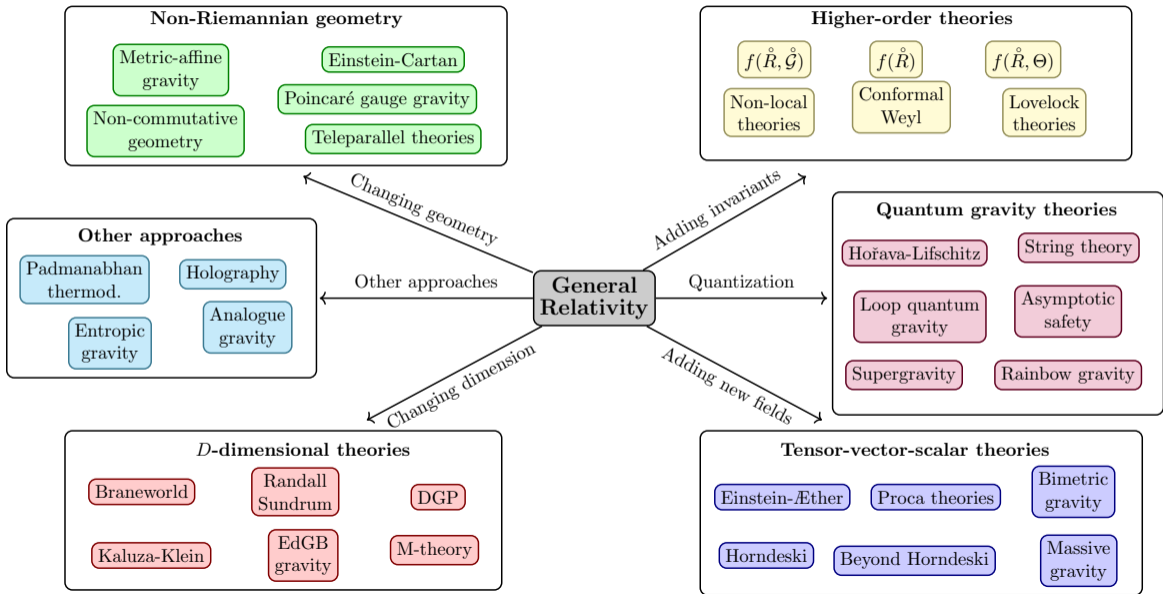 Non-Riemannian geometry
Metric-affine
gravity
Einstein-Cartan
Poincaré gauge gravity
Non-commutative
geometry
Teleparallel theories
Higher-order theories
f(R̊, 𝒢̊)
f(R̊)
f(R̊, Θ)
Non-local
theories
Conformal
Weyl
Lovelock
theories
Changing geometry
Adding invariants
Other approaches
Padmanabhan
thermod.
Holography
Entropic
gravity
Analogue
gravity
Other approaches
General
Relativity
Quantization
Quantum gravity theories
Hořava-Lifschitz
String theory
Loop quantum
gravity
Asymptotic
safety
Supergravity
Rainbow gravity
Changing dimension
Adding new fields
D-dimensional theories
Braneworld
Randall
Sundrum
DGP
Kaluza-Klein
EdGB
gravity
M-theory
Tensor-vector-scalar theories
Einstein-Æther
Proca theories
Bimetric
gravity
Horndeski
Beyond Horndeski
Massive
gravity